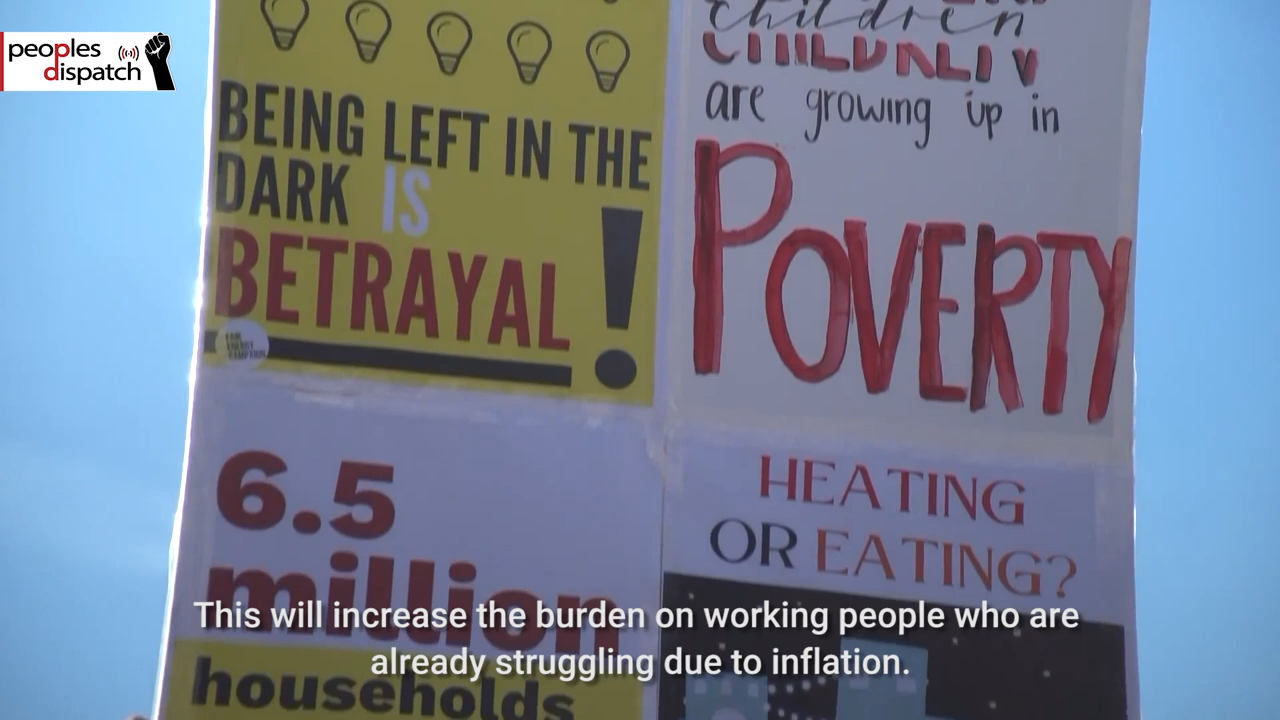 peoples
dispatch
BEING LEFT IN THE
DARK IS
BETRAYAL!
children
CHILDREN
are growing up in
POVERTY
6.5
million
households
HEATING
OR EATING?
This will increase the burden on working people who are
already struggling due to inflation.